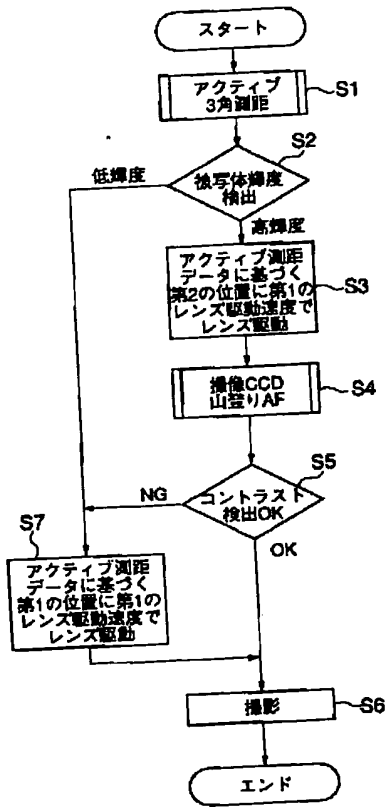 スタート
アクティブ
3角測距
S1
S2
低輝度
被写体輝度
検出
高輝度
アクティブ測距
データに基づく
第2の位置に第1の
レンズ駆動速度で
レンズ駆動
S3
撮像CCD
山登りAF
S4
S5
NG
コントラスト
検出OK
OK
S7
アクティブ測距
データに基づく
第1の位置に第1の
レンズ駆動速度で
レンズ駆動
撮影
S6
エンド